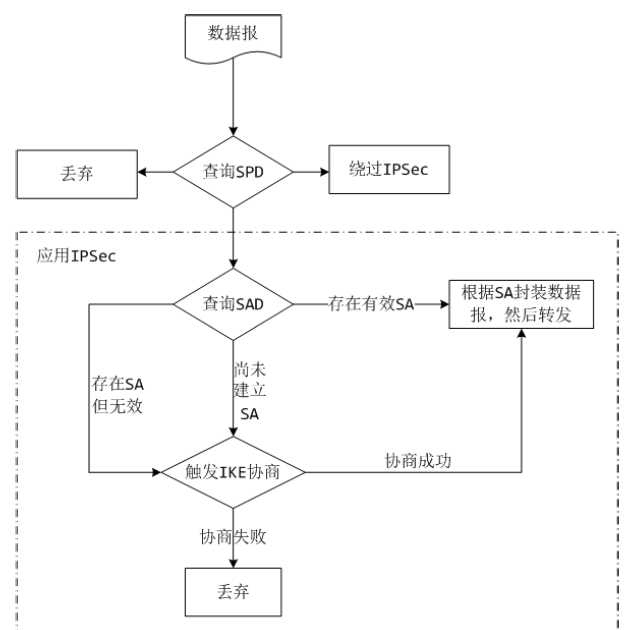 数据报
丢弃
查询SPD
绕过IPSec
应用IPSec
查询SAD
存在有效SA
根据SA封装数据
报，然后转发
存在SA
但无效
尚未
建立
SA
触发IKE协商
协商成功
协商失败
丢弃